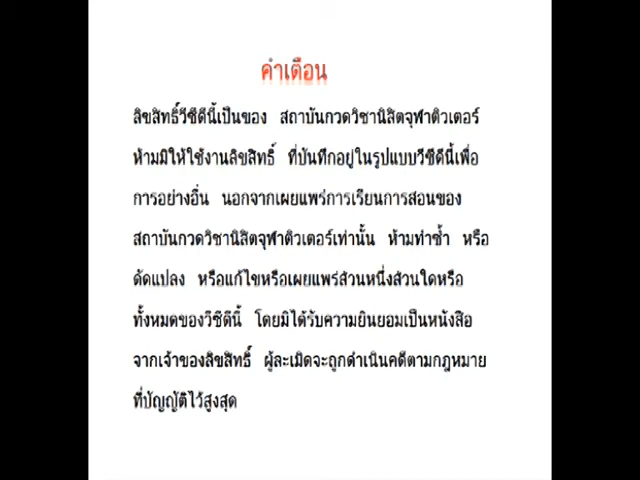 คำเตือน
ลิขสิทธิ์วีซีดีนี้เป็นของ สถาบันกวดวิชานิสิตจุฬาติวเตอร์
ห้ามมิให้ใช้งานลิขสิทธิ์ ที่บันทึกอยู่ในรูปแบบวีซีดีนี้เพื่อ
การอย่างอื่น นอกจากเผยแพร่การเรียนการสอนของ
สถาบันกวดวิชานิสิตจุฬาติวเตอร์เท่านั้น ห้ามทำซ้ำ หรือ
ดัดแปลง หรือแก้ไขหรือเผยแพร่ส่วนหนึ่งส่วนใดหรือ
ทั้งหมดของวีซีดีนี้ โดยมิได้รับความยินยอมเป็นหนังสือ
จากเจ้าของลิขสิทธิ์ ผู้ละเมิดจะถูกดำเนินคดีตามกฎหมาย
ที่บัญญัติไว้สูงสุด